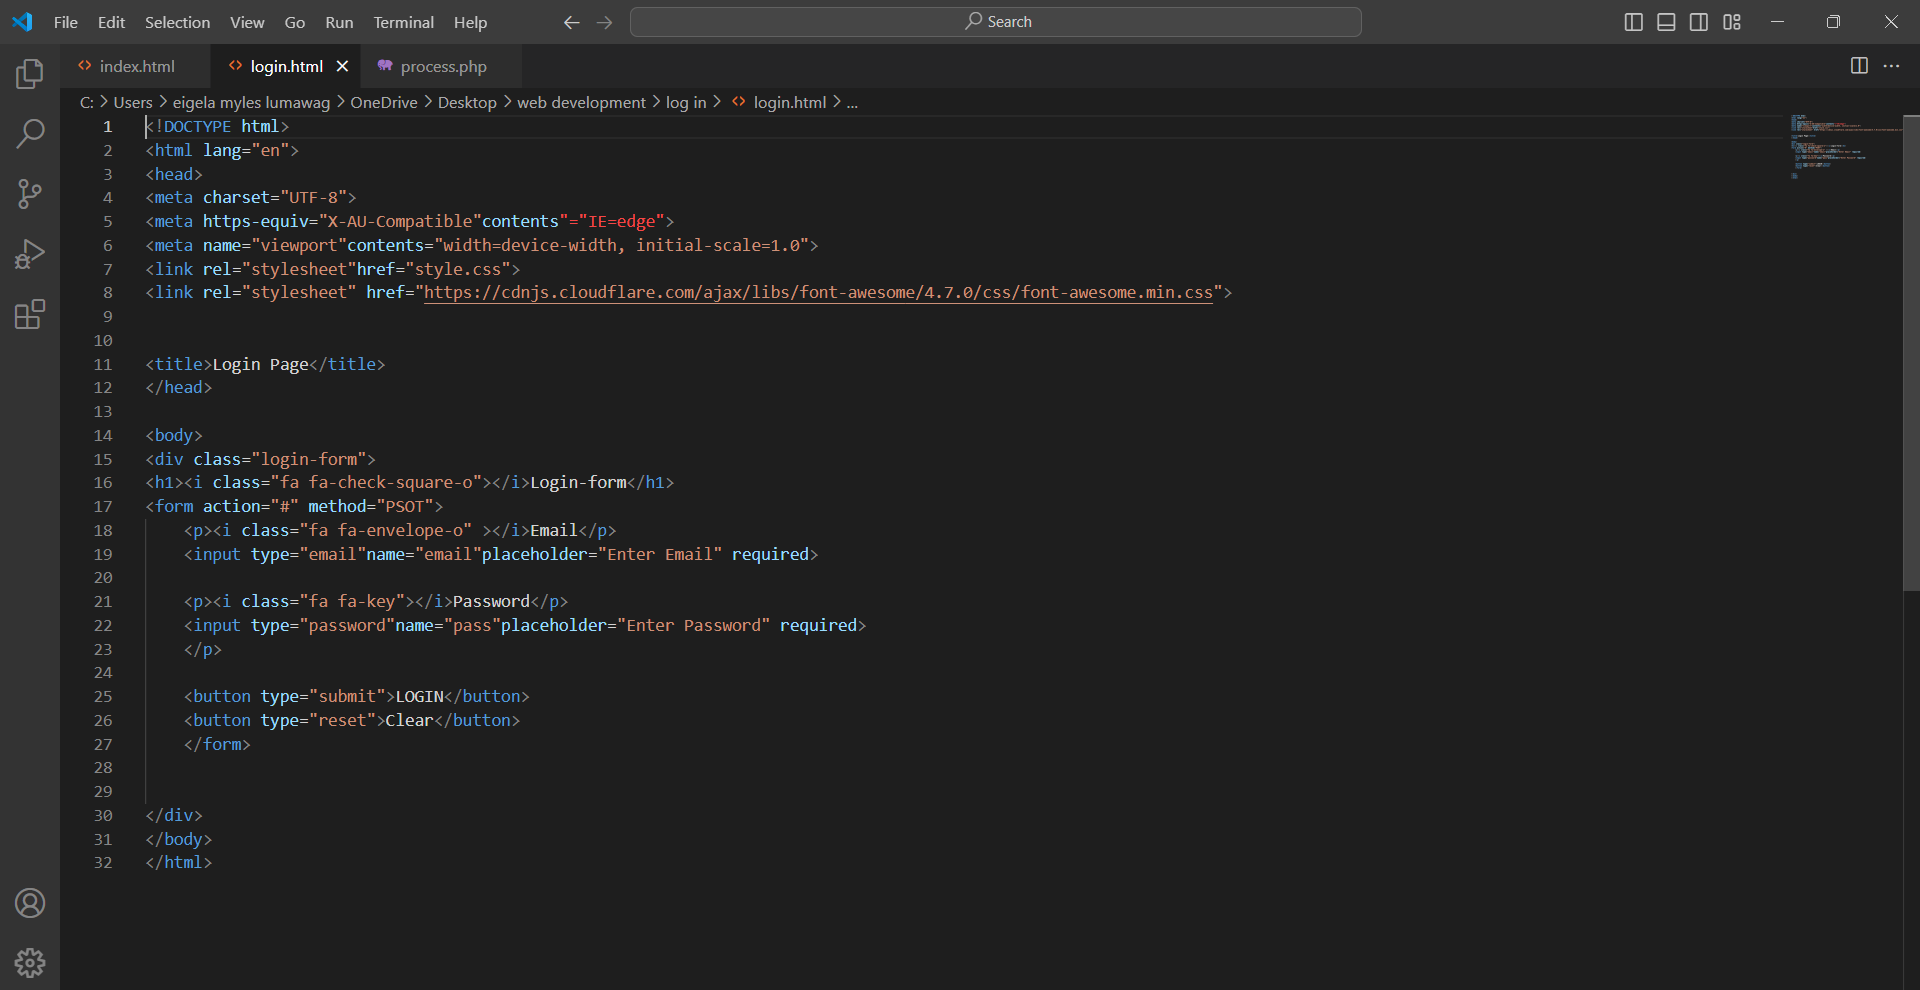 File Edit Selection View Go Run Terminal Help Search
index.html login.html process.php
C: > Users > eigela myles lumawag > OneDrive > Desktop > web development > log in > login.html > ...
1 <!DOCTYPE html>
2 <html lang="en">
3 <head>
4 <meta charset="UTF-8">
5 <meta https-equiv="X-AU-Compatible"contents"="IE=edge">
6 <meta name="viewport"contents="width=device-width, initial-scale=1.0">
7 <link rel="stylesheet"href="style.css">
8 <link rel="stylesheet" href="https://cdnjs.cloudflare.com/ajax/libs/font-awesome/4.7.0/css/font-awesome.min.css">
9
10
11 <title>Login Page</title>
12 </head>
13
14 <body>
15 <div class="login-form">
16 <h1><i class="fa fa-check-square-o"></i>Login-form</h1>
17 <form action="#" method="PSOT">
18 <p><i class="fa fa-envelope-o" ></i>Email</p>
19 <input type="email"name="email"placeholder="Enter Email" required>
20
21 <p><i class="fa fa-key"></i>Password</p>
22 <input type="password"name="pass"placeholder="Enter Password" required>
23 </p>
24
25 <button type="submit">LOGIN</button>
26 <button type="reset">Clear</button>
27 </form>
28
29
30 </div>
31 </body>
32 </html>